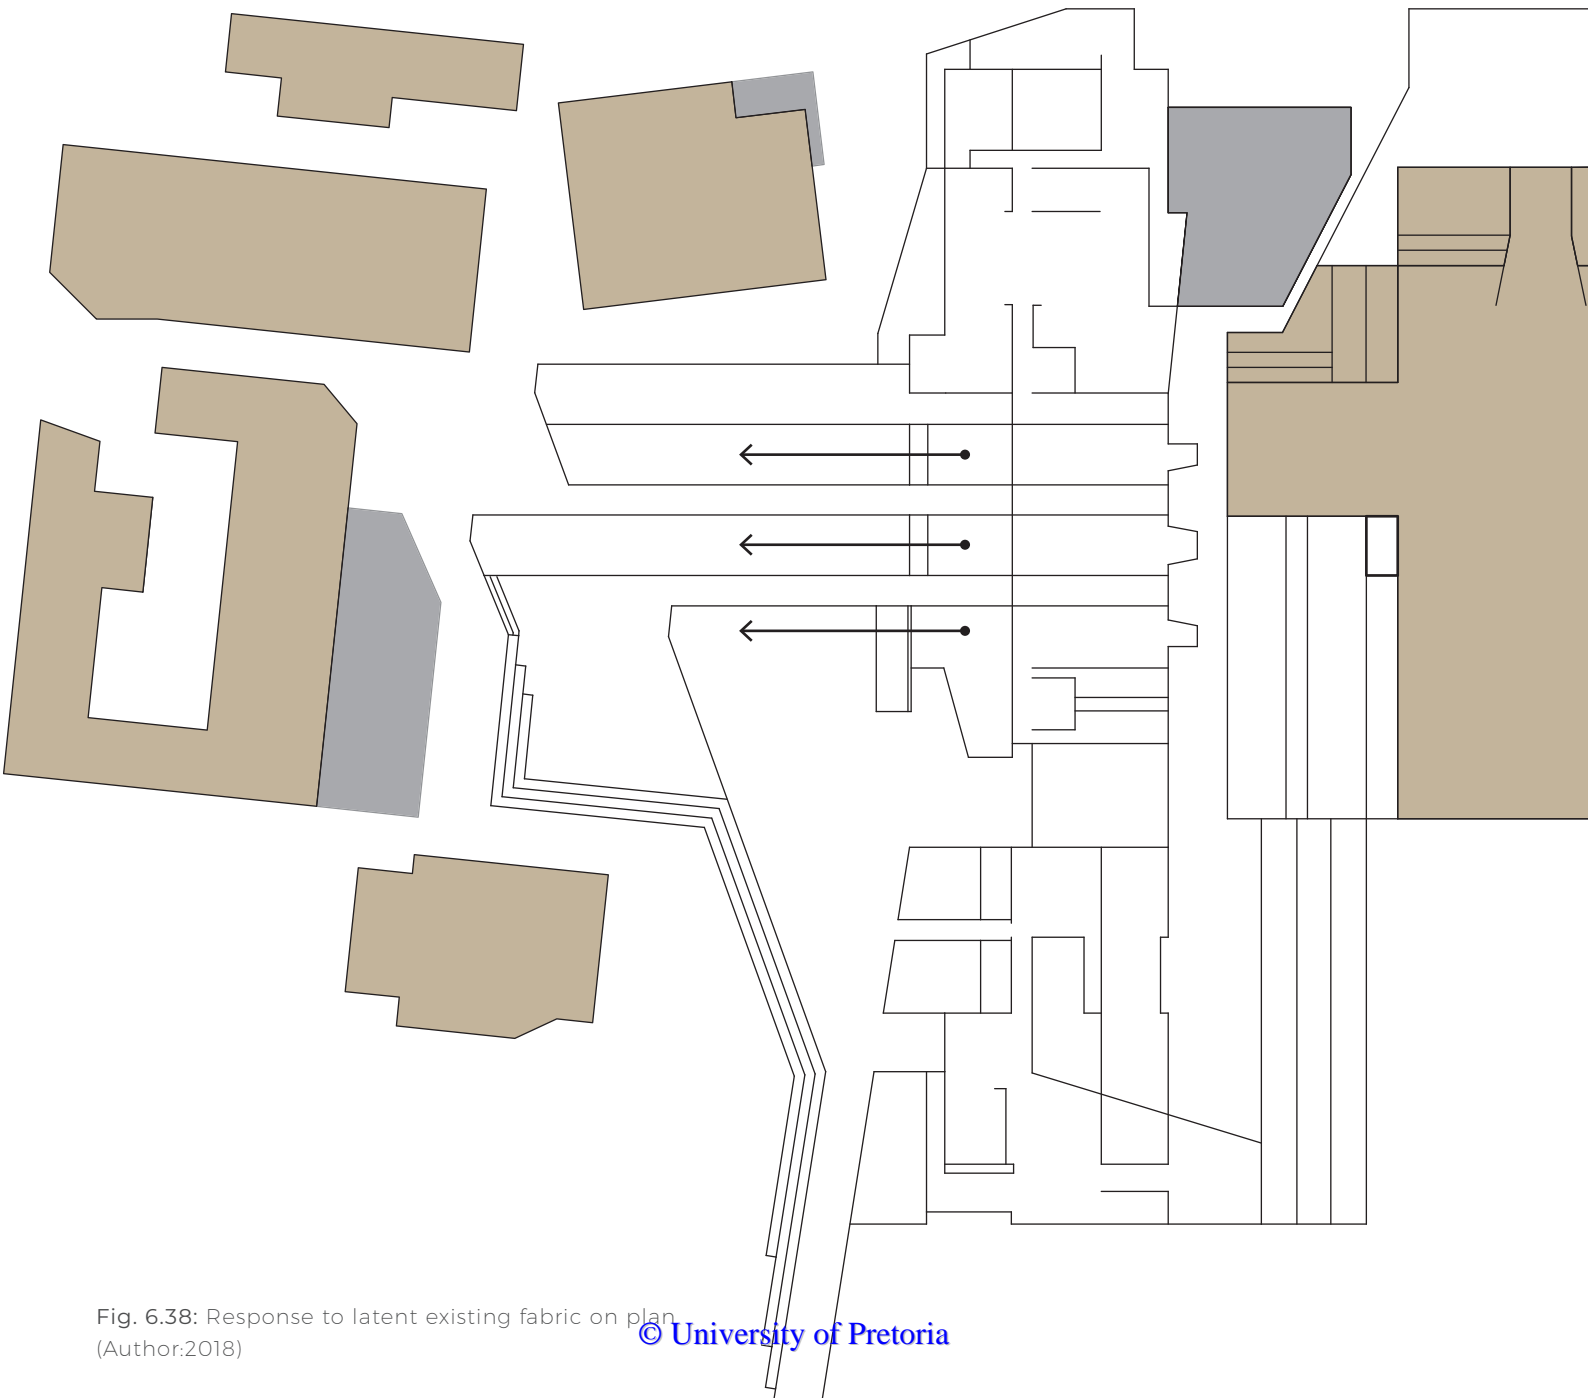 Fig. 6.38: Response to latent existing fabric on plan
(Author:2018)
© University of Pretoria